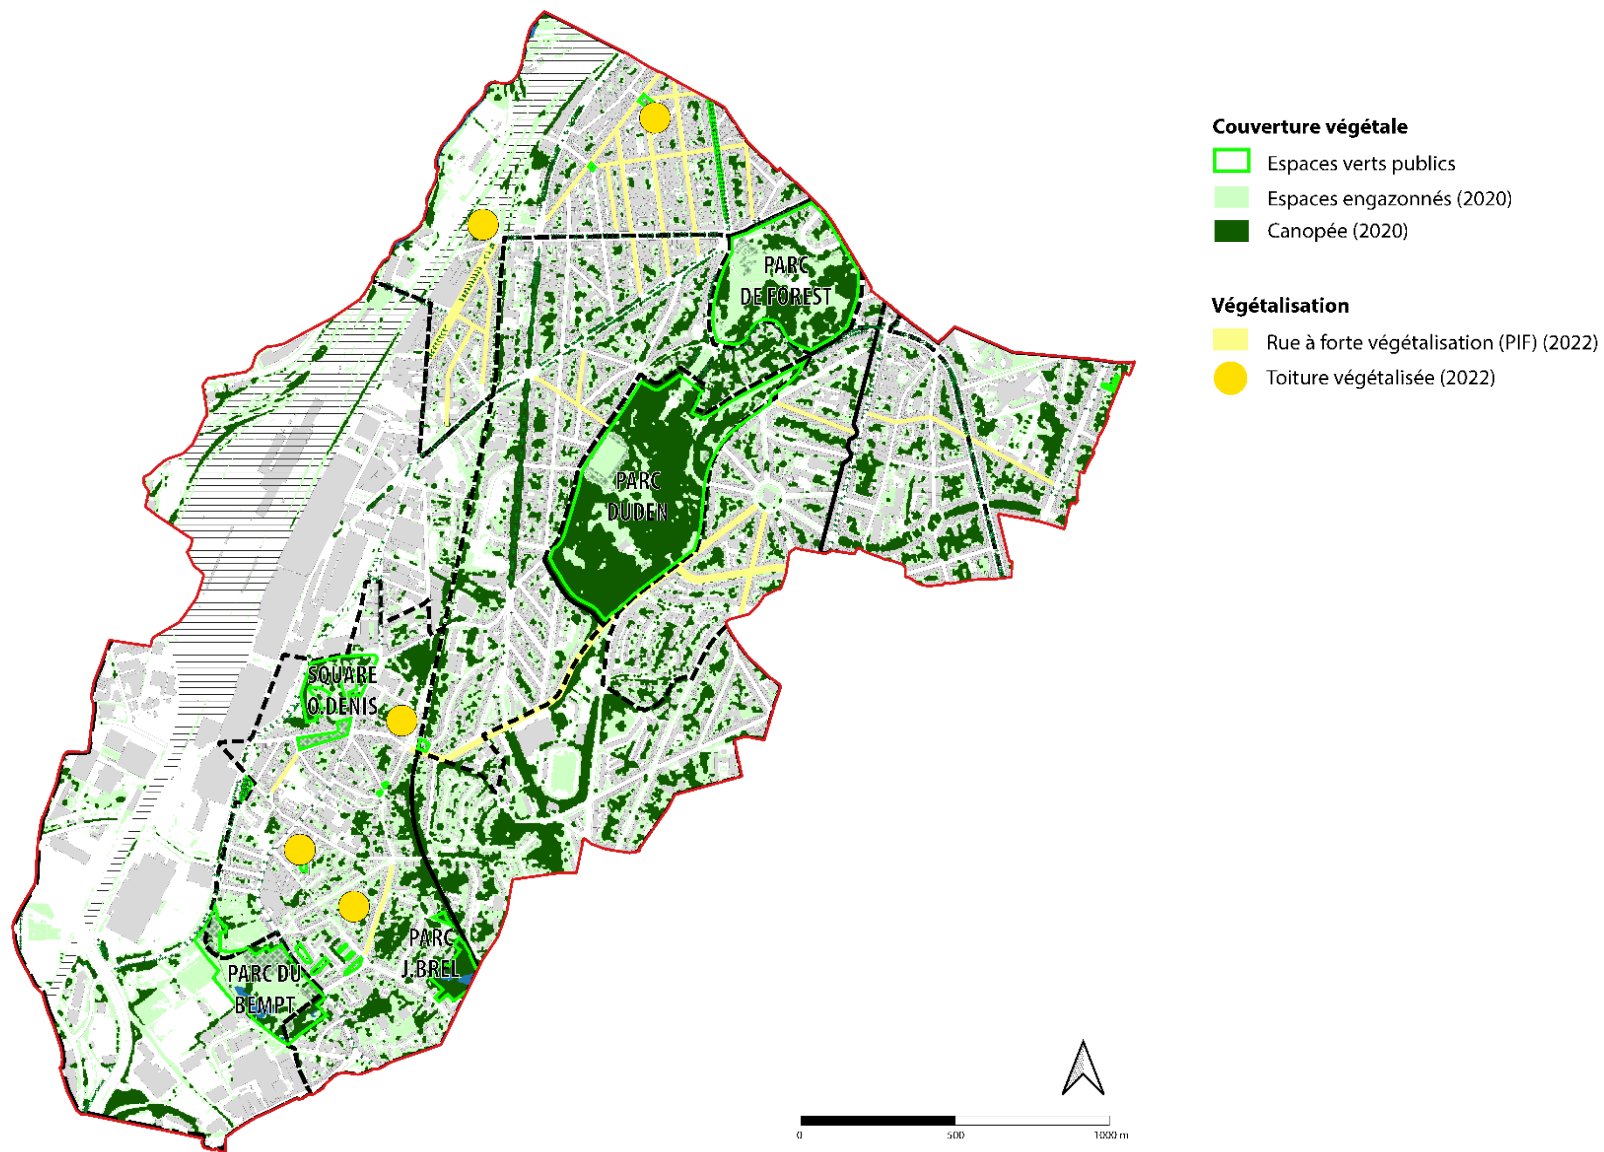 PARC
DE FOREST
PARC
DUDEN
SQUARE
O.DENIS
PARC
J.BREL
PARC DU
BEMPT
Couverture végétale
Espaces verts publics
Espaces engazonnés (2020)
Canopée (2020)
Végétalisation
Rue à forte végétalisation (PIF) (2022)
Toiture végétalisée (2022)
0 500 1000 m